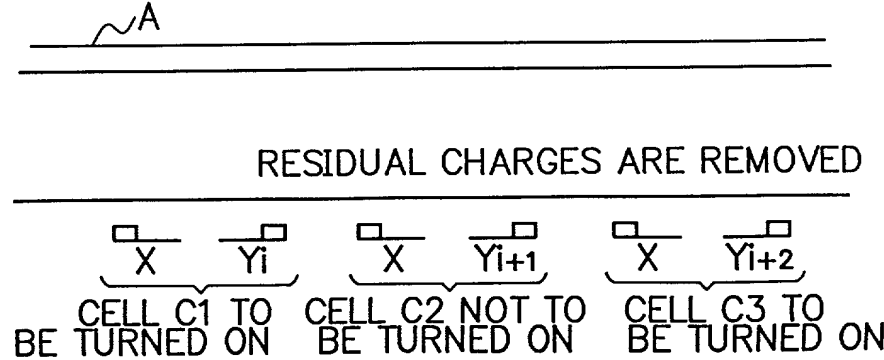 A
RESIDUAL CHARGES ARE REMOVED
X Yi X Yi+1 X Yi+2
CELL C1 TO CELL C2 NOT TO CELL C3 TO
BE TURNED ON BE TURNED ON BE TURNED ON